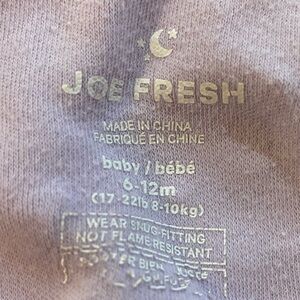 JOE FRESH
MADE IN CHINA
FABRIQUÉ EN CHINE
baby / bébé
6-12m
(17-22lb 8-10kg)
WEAR SNUG-FITTING
NOT FLAME RESISTANT